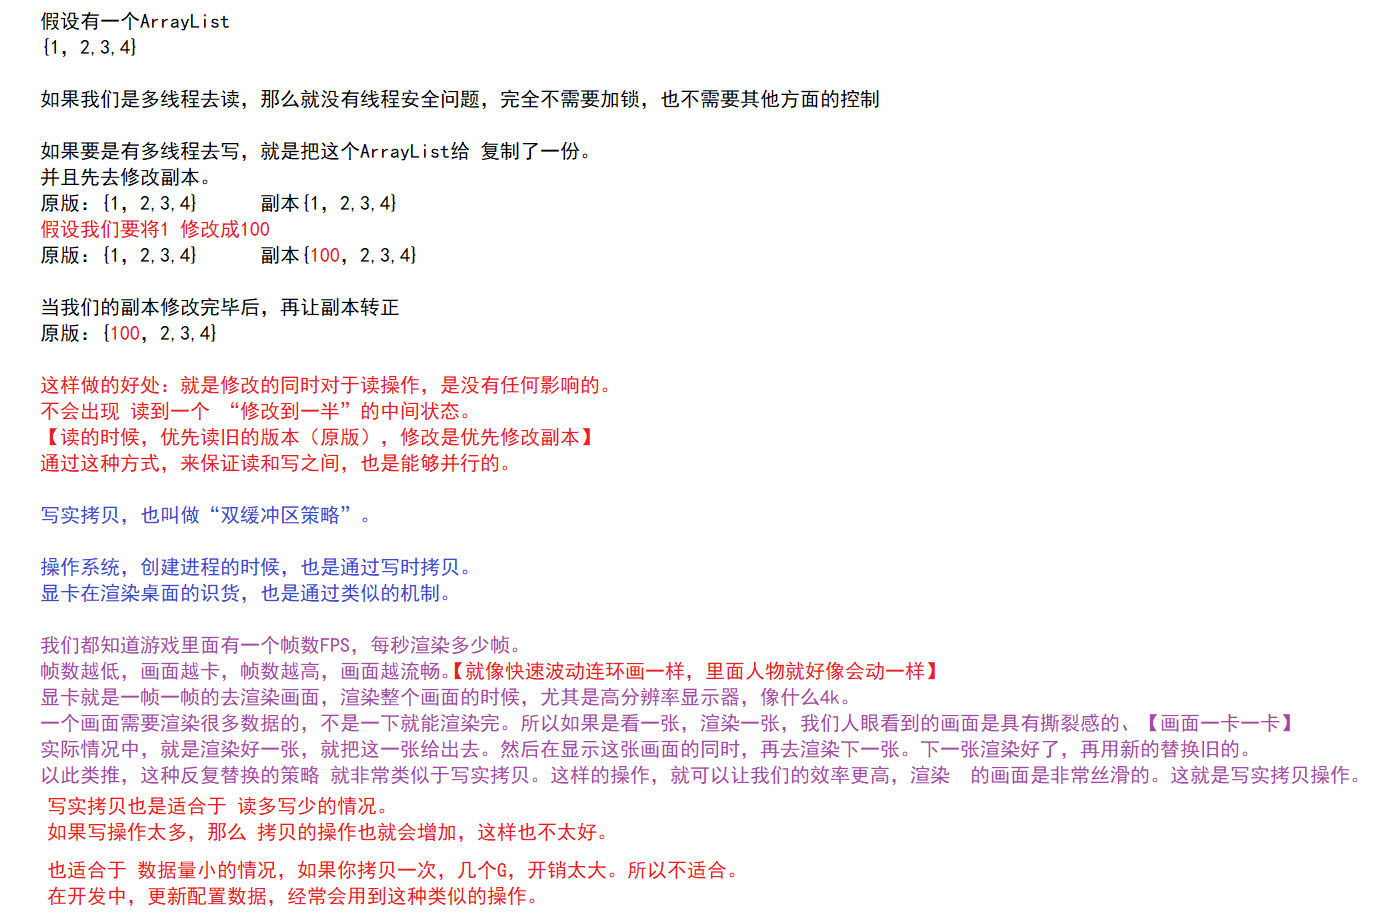 假设有一个ArrayList
{1, 2,3,4}
如果我们是多线程去读，那么就没有线程安全问题，完全不需要加锁，也不需要其他方面的控制
如果要是有多线程去写，就是把这个ArrayList给 复制了一份。
并且先去修改副本。
原版：{1, 2,3,4} 副本{1, 2,3,4}
假设我们要将1 修改成100
原版：{1, 2,3,4} 副本{100, 2,3,4}
当我们的副本修改完毕后，再让副本转正
原版：{100, 2,3,4}
这样做的好处：就是修改的同时对于读操作，是没有任何影响的。
不会出现 读到一个 “修改到一半”的中间状态。
【读的时候，优先读旧的版本（原版），修改是优先修改副本】
通过这种方式，来保证读和写之间，也是能够并行的。
写实拷贝，也叫做“双缓冲区策略”。
操作系统，创建进程的时候，也是通过写时拷贝。
显卡在渲染桌面的识货，也是通过类似的机制。
我们都知道游戏里面有一个帧数FPS，每秒渲染多少帧。
帧数越低，画面越卡，帧数越高，画面越流畅。【就像快速波动连环画一样，里面人物就好像会动一样】
显卡就是一帧一帧的去渲染画面，渲染整个画面的时候，尤其是高分辨率显示器，像什么4k。
一个画面需要渲染很多数据的，不是一下就能渲染完。所以如果是看一张，渲染一张，我们人眼看到的画面是具有撕裂感的、【画面一卡一卡】
实际情况中，就是渲染好一张，就把这一张给出去。然后在显示这张画面的同时，再去渲染下一张。下一张渲染好了，再用新的替换旧的。
以此类推，这种反复替换的策略 就非常类似于写实拷贝。这样的操作，就可以让我们的效率更高，渲染 的画面是非常丝滑的。这就是写实拷贝操作。
写实拷贝也是适合于 读多写少的情况。
如果写操作太多，那么 拷贝的操作也就会增加，这样也不太好。
也适合于 数据量小的情况，如果你拷贝一次，几个G，开销太大。所以不适合。
在开发中，更新配置数据，经常会用到这种类似的操作。